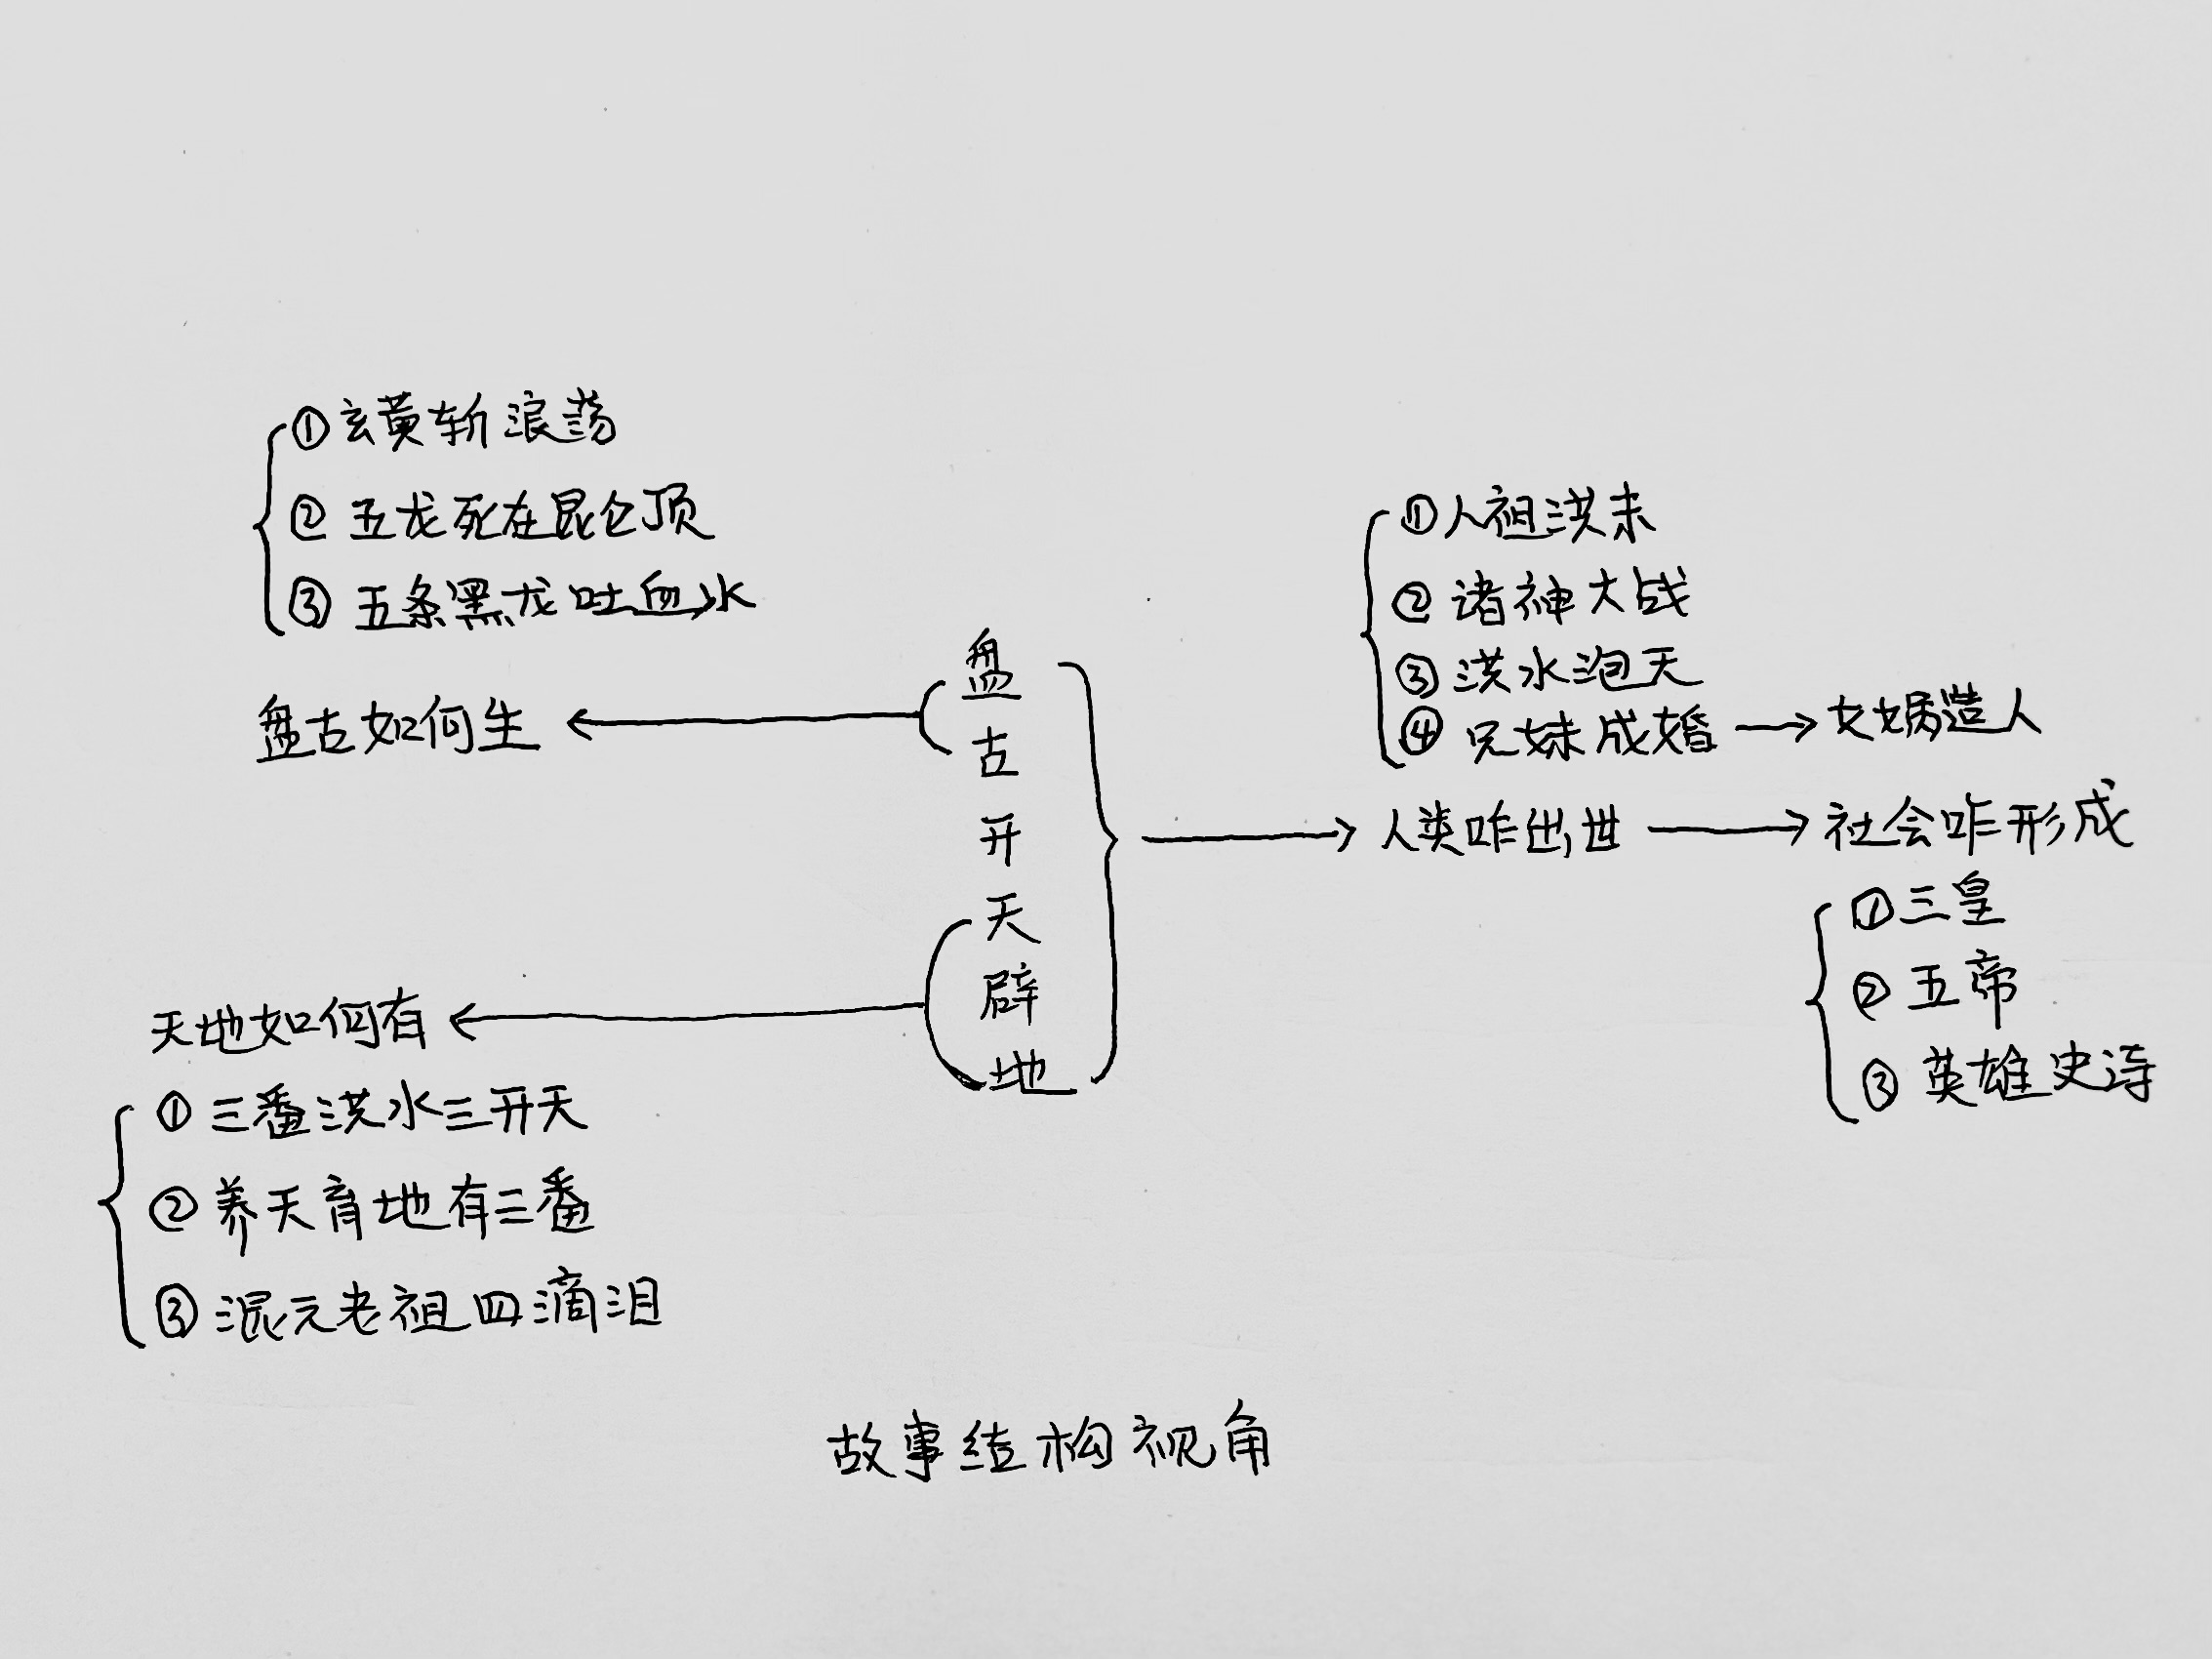 ①玄黄斩浪荡
②五龙死在昆仑顶
③五条黑龙吐血水
盘古如何生
盘古开天辟地
天地如何有
①三番洪水三开天
②养天育地有三番
③混元老祖四滴泪
①人祖洪未
②诸神大战
③洪水泡天
④兄妹成婚→女娲造人
人类咋出世→社会咋形成
①三皇
②五帝
③英雄史诗
故事结构视角